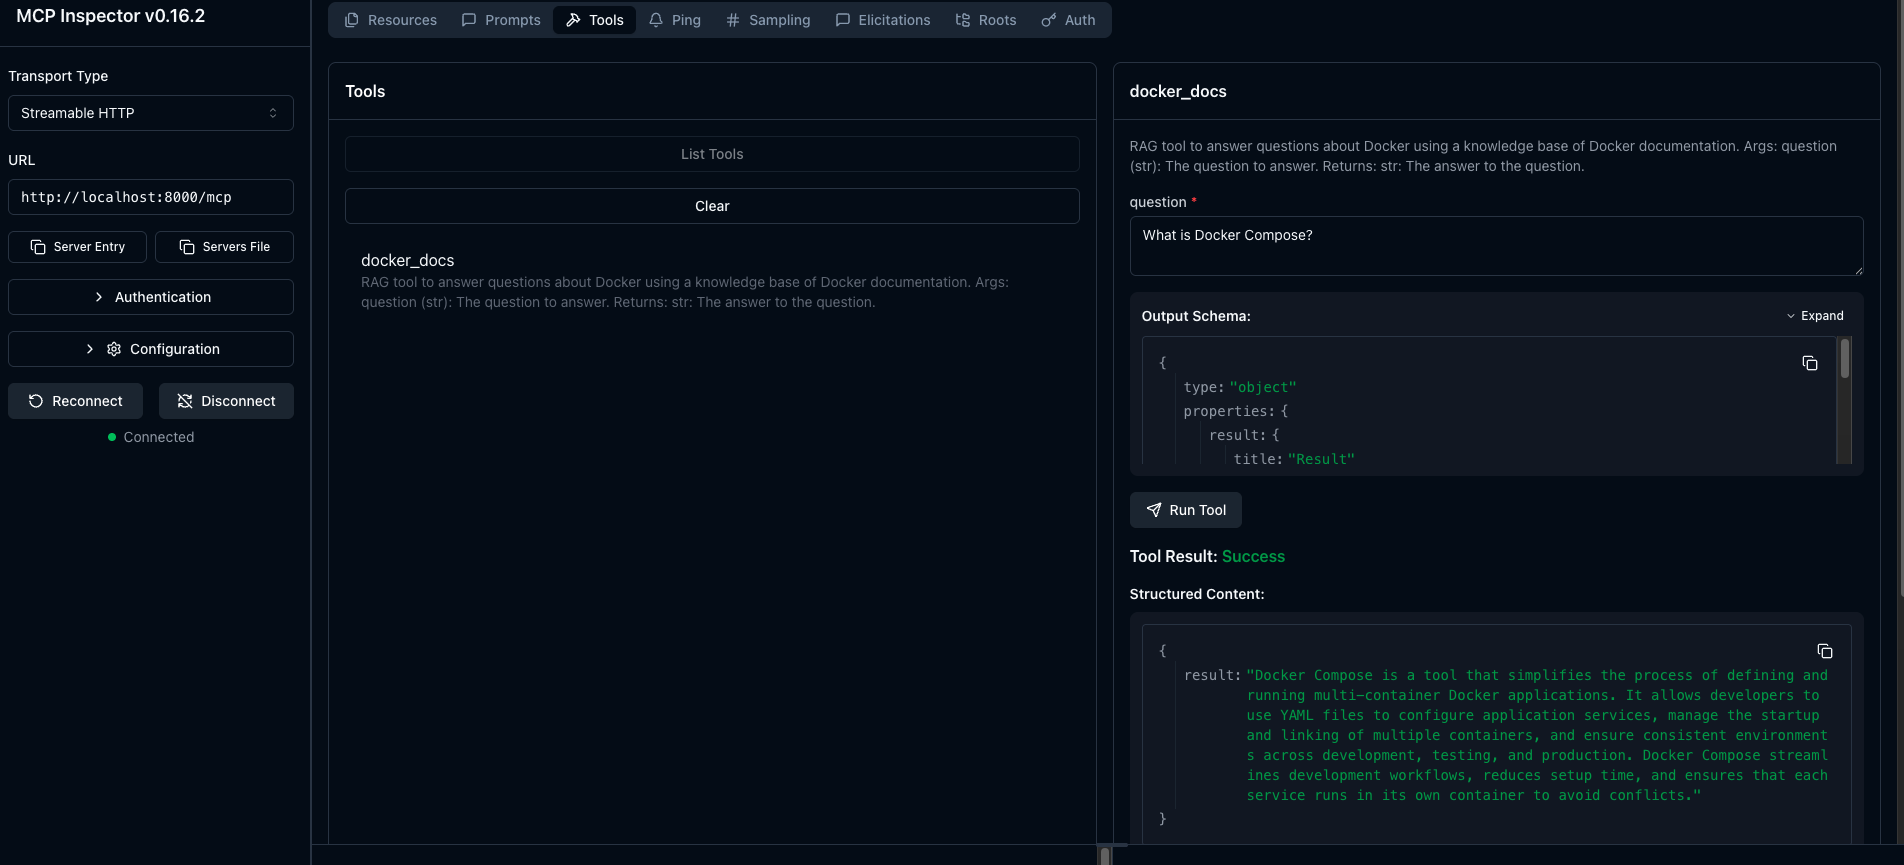 MCP Inspector v0.16.2
Transport Type
Streamable HTTP
URL
http://localhost:8000/mcp
Server Entry
Servers File
Authentication
Configuration
Reconnect
Disconnect
Connected
Resources
Prompts
Tools
Ping
Sampling
Elicitations
Roots
Auth
Tools
List Tools
Clear
docker_docs
RAG tool to answer questions about Docker using a knowledge base of Docker documentation. Args:
question (str): The question to answer. Returns: str: The answer to the question.
docker_docs
RAG tool to answer questions about Docker using a knowledge base of Docker documentation. Args: question
(str): The question to answer. Returns: str: The answer to the question.
question *
What is Docker Compose?
Output Schema:
Expand
{
type: "object"
properties: {
result: {
title: "Result"
Run Tool
Tool Result: Success
Structured Content:
{
result: "Docker Compose is a tool that simplifies the process of defining and
running multi-container Docker applications. It allows developers to
use YAML files to configure application services, manage the startup
and linking of multiple containers, and ensure consistent environment
s across development, testing, and production. Docker Compose streaml
ines development workflows, reduces setup time, and ensures that each
service runs in its own container to avoid conflicts."
}